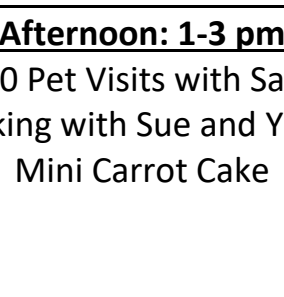 Afternoon: 1-3 pm
0 Pet Visits with Sa
king with Sue and Y
Mini Carrot Cake